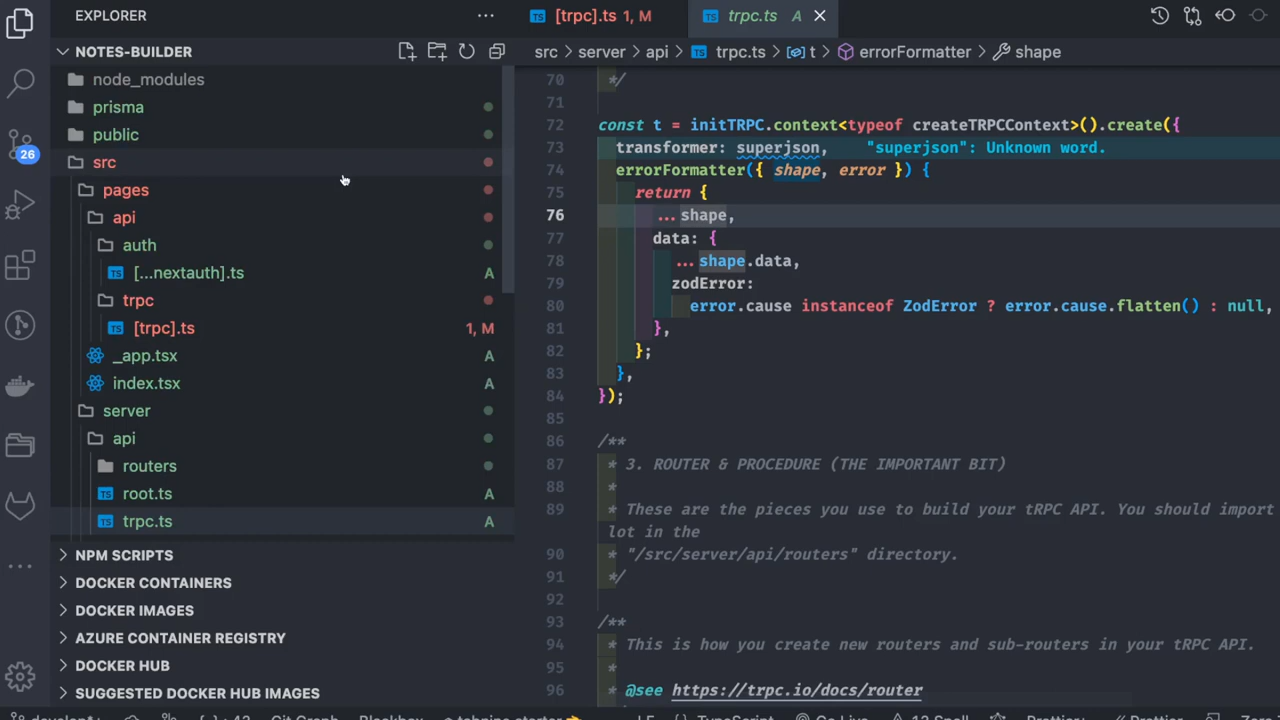 EXPLORER
NOTES-BUILDER
node_modules
prisma
public
src
pages
api
auth
TS [...nextauth].ts A
trpc
TS [trpc].ts 1, M
_app.tsx A
index.tsx A
server
api
routers
TS root.ts A
TS trpc.ts A
NPM SCRIPTS
DOCKER CONTAINERS
DOCKER IMAGES
AZURE CONTAINER REGISTRY
DOCKER HUB
SUGGESTED DOCKER HUB IMAGES
26
TS [trpc].ts 1, M
TS trpc.ts A
src > server > api > TS trpc.ts > t > errorFormatter > shape
70 */
71
72 const t = initTRPC.context<typeof createTRPCContext>().create({
73 transformer: superjson, "superjson": Unknown word.
74 errorFormatter({ shape, error }) {
75 return {
76 ...shape,
77 data: {
78 ...shape.data,
79 zodError:
80 error.cause instanceof ZodError ? error.cause.flatten() : null,
81 },
82 };
83 },
84 });
85
86 /**
87 * 3. ROUTER & PROCEDURE (THE IMPORTANT BIT)
88 *
89 * These are the pieces you use to build your tRPC API. You should import
lot in the
90 * "/src/server/api/routers" directory.
91 */
92
93 /**
94 * This is how you create new routers and sub-routers in your tRPC API.
95 *
96 * @see https://trpc.io/docs/router